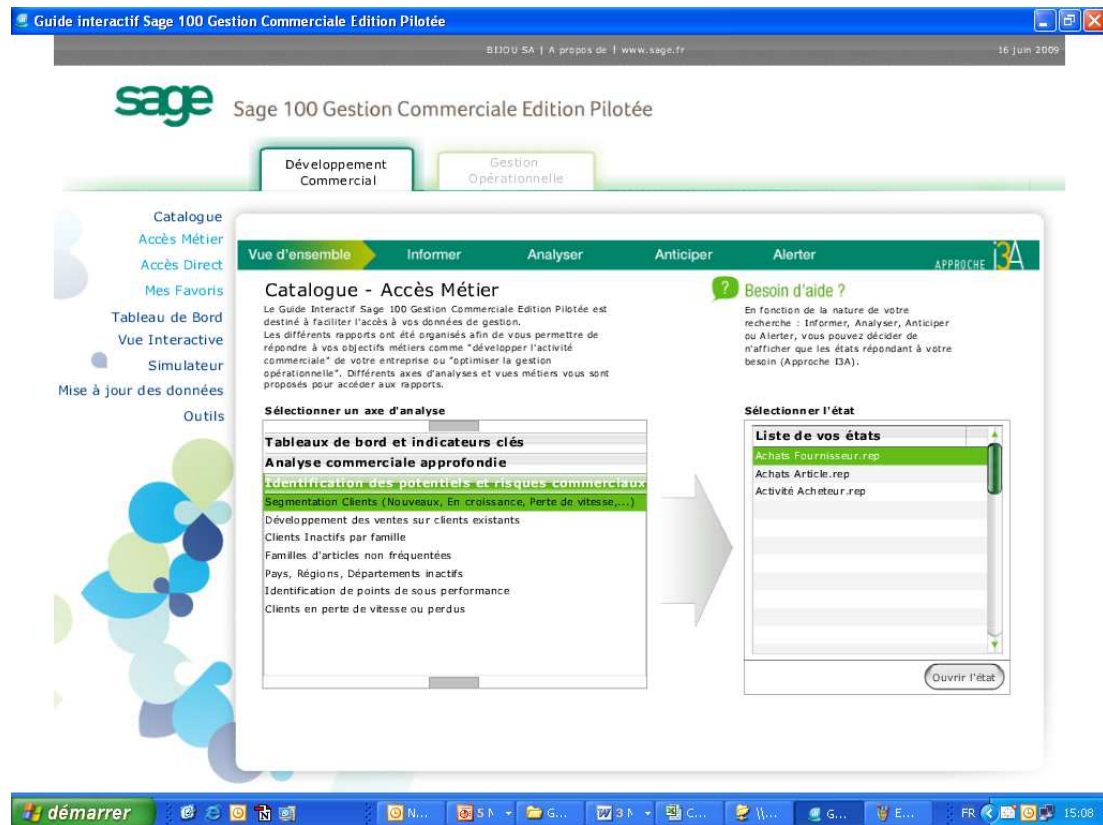 Guide interactif Sage 100 Gestion Commerciale Edition Pilotée
BIJOU SA | A propos de | www.sage.fr
16 juin 2009
sage
Sage 100 Gestion Commerciale Edition Pilotée
Développement
Commercial
Gestion
Opérationnelle
Catalogue
Accès Métier
Accès Direct
Mes Favoris
Tableau de Bord
Vue Interactive
Simulateur
Mise à jour des données
Outils
Vue d'ensemble
Informer
Analyser
Anticiper
Alerter
APPROCHE i3A
Catalogue - Accès Métier
Le Guide Interactif Sage 100 Gestion Commerciale Edition Pilotée est
destiné à faciliter l'accès à vos données de gestion.
Les différents rapports ont été organisés afin de vous permettre de
répondre à vos objectifs métiers comme "développer l'activité
commerciale" de votre entreprise ou "optimiser la gestion
opérationnelle". Différents axes d'analyses et vues métiers vous sont
proposés pour accéder aux rapports.
? Besoin d'aide ?
En fonction de la nature de votre
recherche : Informer, Analyser, Anticiper
ou Alerter, vous pouvez décider de
n'afficher que les états répondant à votre
besoin (Approche I3A).
Sélectionner un axe d'analyse
Tableaux de bord et indicateurs clés
Analyse commerciale approfondie
Identification des potentiels et risques commerciaux
Segmentation Clients (Nouveaux, En croissance, Perte de vitesse,...)
Développement des ventes sur clients existants
Clients Inactifs par famille
Familles d'articles non fréquentées
Pays, Régions, Départements inactifs
Identification de points de sous performance
Clients en perte de vitesse ou perdus
Sélectionner l'état
Liste de vos états
Achats Fournisseur.rep
Achats Article.rep
Activité Acheteur.rep
Ouvrir l'état
démarrer
N...
5 N
G...
3 N
C...
\\...
G...
E...
FR
15:08